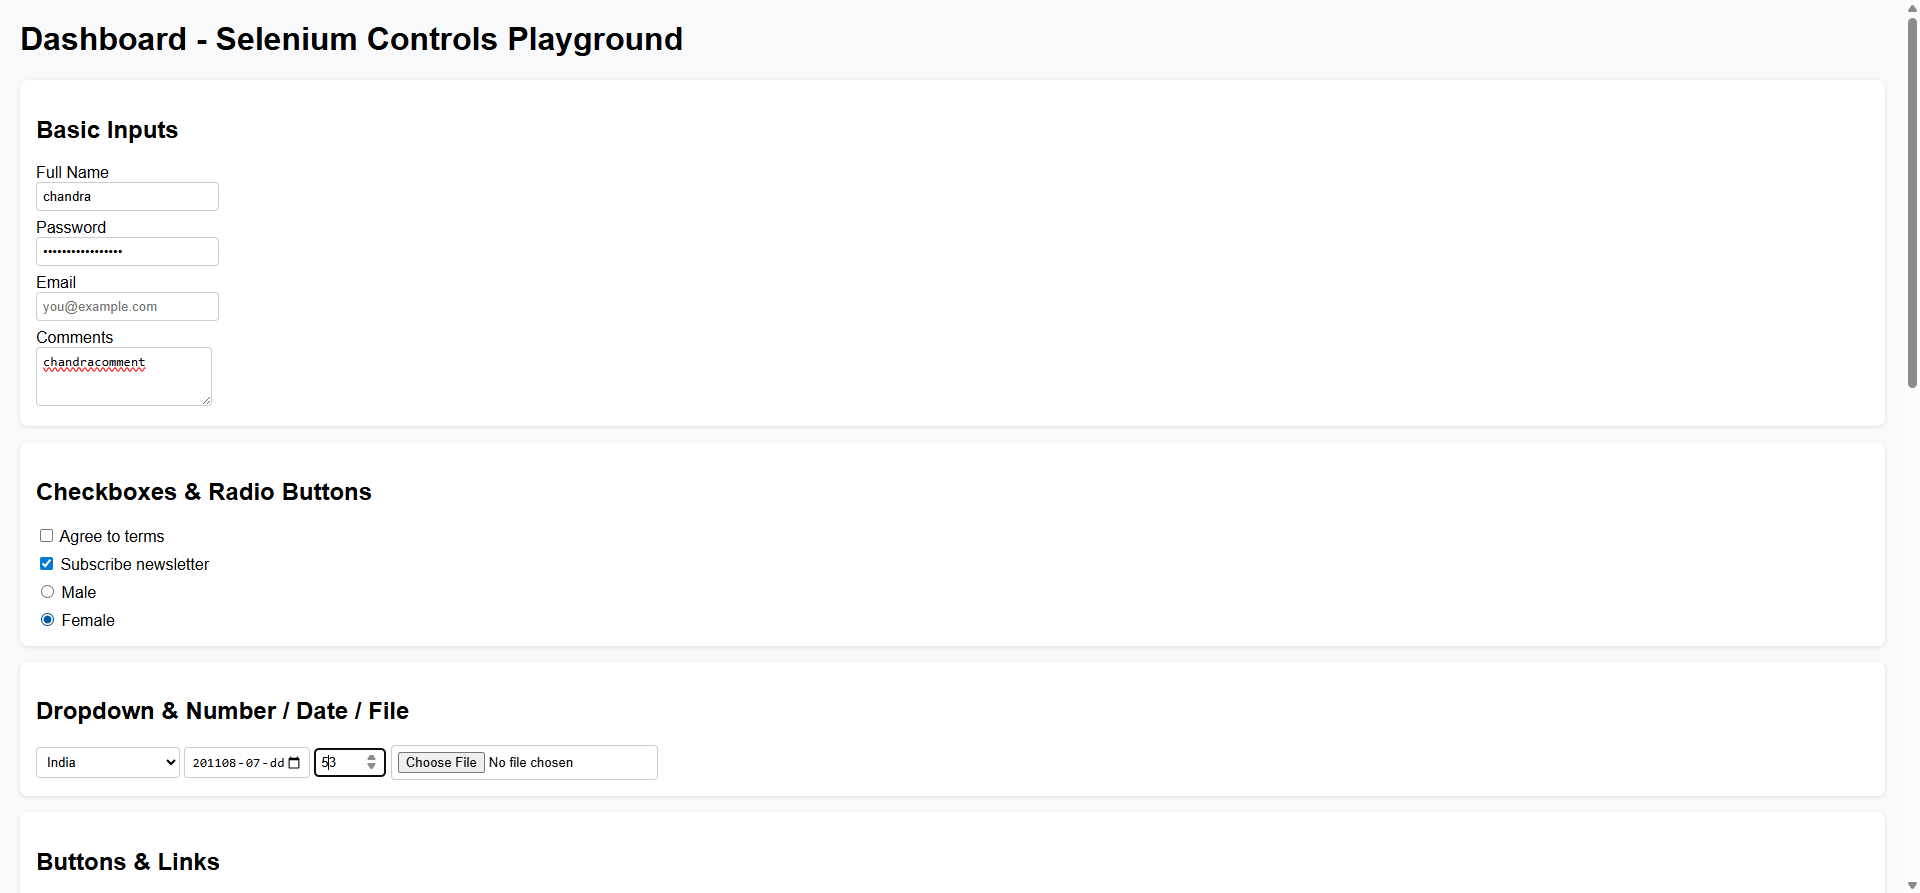 Dashboard - Selenium Controls Playground
Basic Inputs
Full Name
chandra
Password
•••••••••••••••••
Email
you@example.com
Comments
chandracomment
Checkboxes & Radio Buttons
Agree to terms
Subscribe newsletter
Male
Female
Dropdown & Number / Date / File
India 201108-07-dd 53 Choose File No file chosen
Buttons & Links